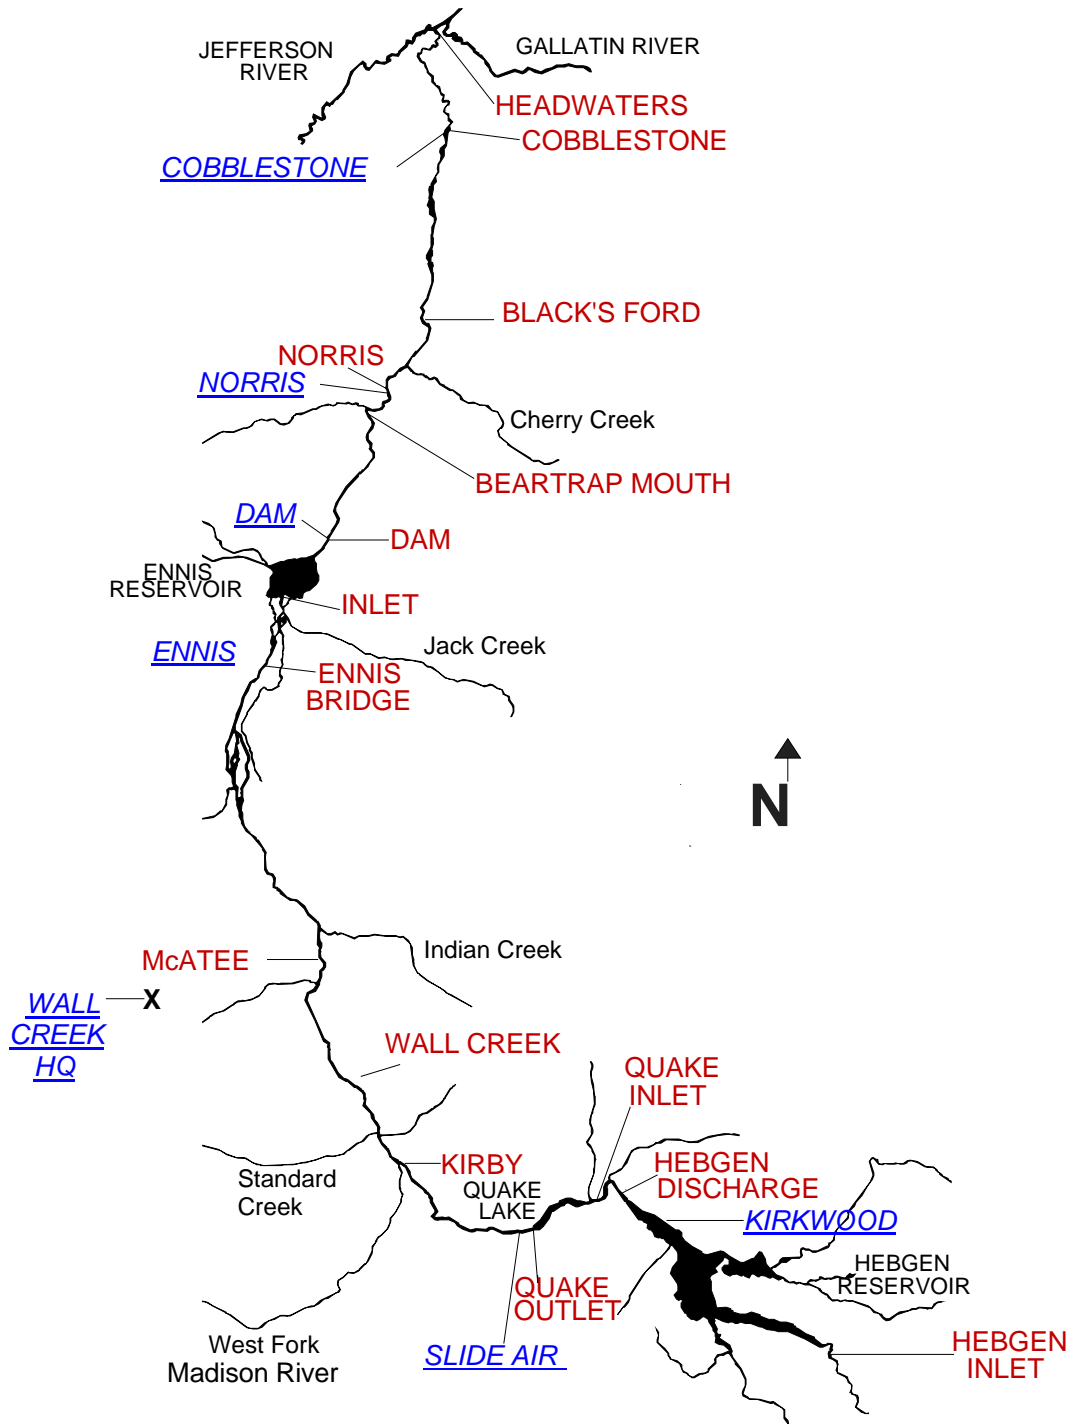 JEFFERSON
RIVER
GALLATIN RIVER
HEADWATERS
COBBLESTONE
COBBLESTONE
BLACK'S FORD
NORRIS
NORRIS
Cherry Creek
BEARTRAP MOUTH
DAM
DAM
ENNIS
RESERVOIR
INLET
ENNIS
Jack Creek
ENNIS
BRIDGE
N
Indian Creek
McATEE
WALL
CREEK
HQ
X
WALL CREEK
QUAKE
INLET
Standard
Creek
KIRBY
QUAKE
LAKE
HEBGEN
DISCHARGE
KIRKWOOD
HEBGEN
RESERVOIR
QUAKE
OUTLET
West Fork
Madison River
SLIDE AIR
HEBGEN
INLET